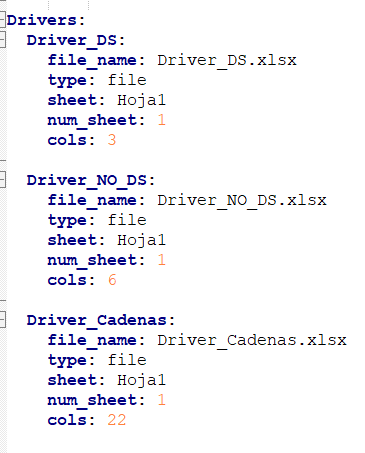 Drivers:
  Driver_DS:
    file_name: Driver_DS.xlsx
    type: file
    sheet: Hoja1
    num_sheet: 1
    cols: 3

  Driver_NO_DS:
    file_name: Driver_NO_DS.xlsx
    type: file
    sheet: Hoja1
    num_sheet: 1
    cols: 6

  Driver_Cadenas:
    file_name: Driver_Cadenas.xlsx
    type: file
    sheet: Hoja1
    num_sheet: 1
    cols: 22